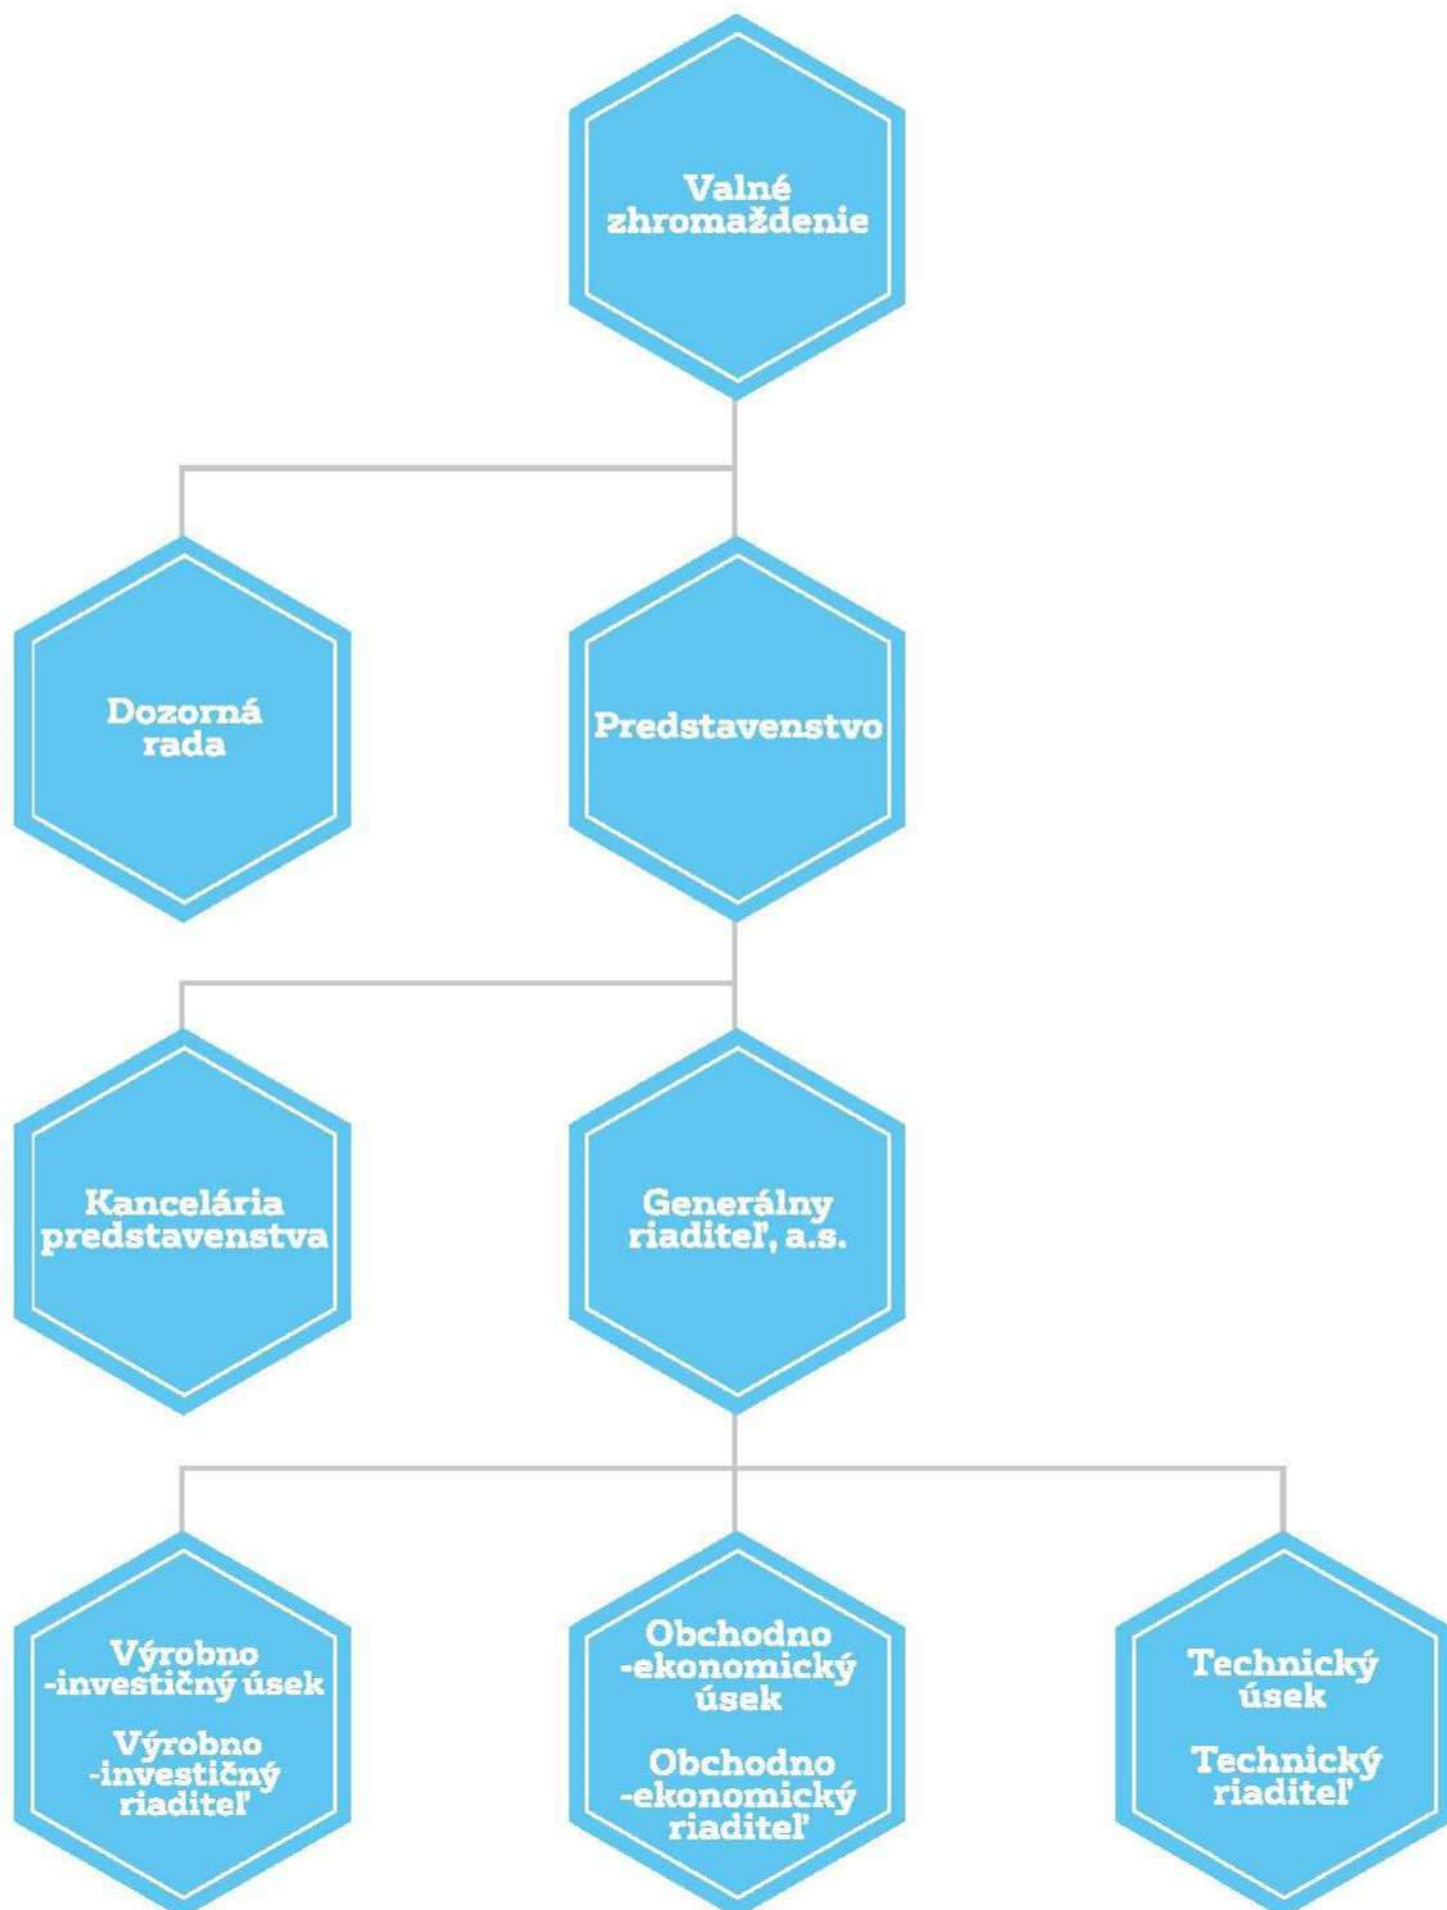 Valné
zhromaždenie
Dozorná
rada
Predstavenstvo
Kancelária
predstavenstva
Generálny
riaditeľ, a.s.
Výrobno
-investičný úsek
Výrobno
-investičný
riaditeľ
Obchodno
-ekonomický
úsek
Obchodno
-ekonomický
riaditeľ
Technický
úsek
Technický
riaditeľ